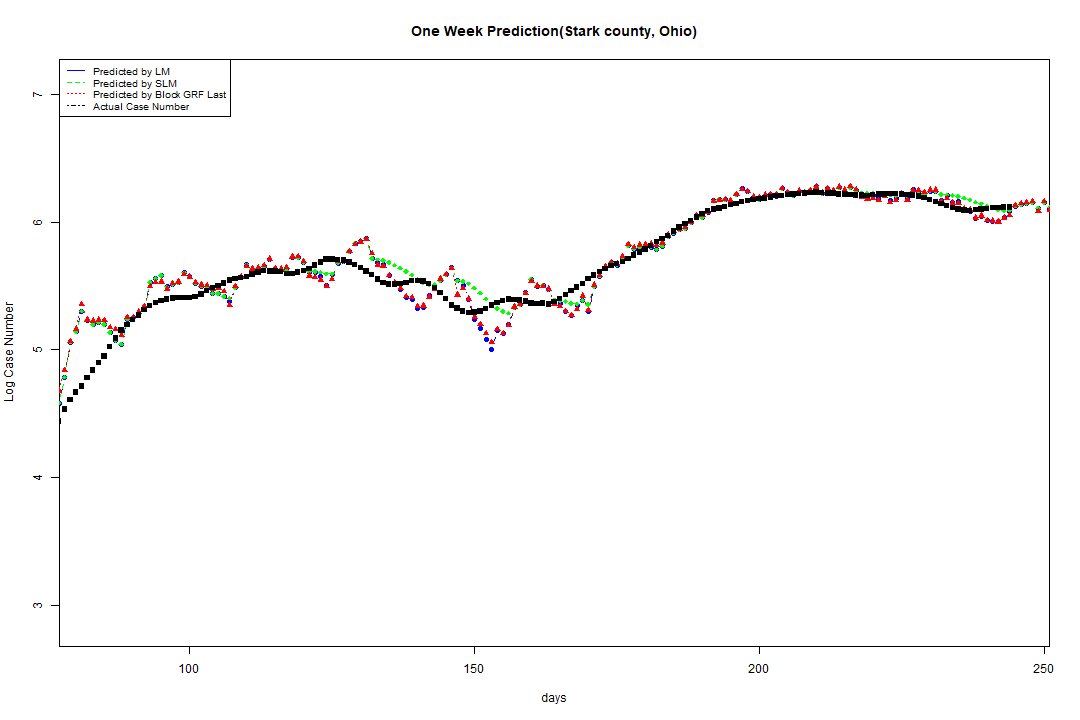 One Week Prediction(Stark county, Ohio)
Predicted by LM
Predicted by SLM
Predicted by Block GRF Last
Actual Case Number
7
6
5
4
3
Log Case Number
100 150 200 250
days